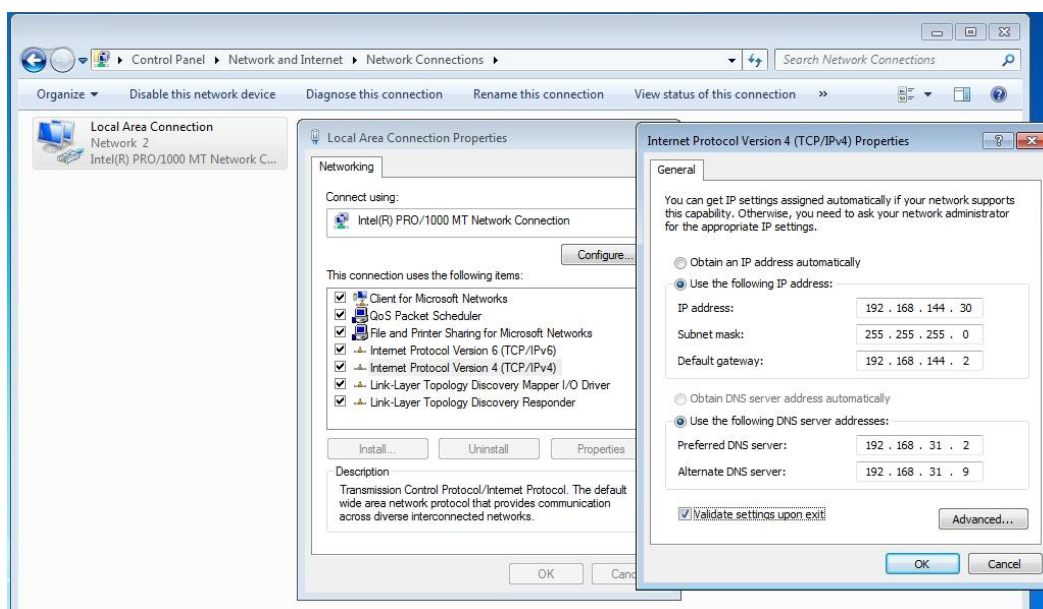 Control Panel Network and Internet Network Connections
Search Network Connections
Organize Disable this network device Diagnose this connection Rename this connection View status of this connection »
Local Area Connection
Network 2
Intel(R) PRO/1000 MT Network C...
Local Area Connection Properties
Networking
Connect using:
Intel(R) PRO/1000 MT Network Connection
Configure...
This connection uses the following items:
Client for Microsoft Networks
QoS Packet Scheduler
File and Printer Sharing for Microsoft Networks
Internet Protocol Version 6 (TCP/IPv6)
Internet Protocol Version 4 (TCP/IPv4)
Link-Layer Topology Discovery Mapper I/O Driver
Link-Layer Topology Discovery Responder
Install... Uninstall Properties
Description
Transmission Control Protocol/Internet Protocol. The default
wide area network protocol that provides communication
across diverse interconnected networks.
OK Canc
Internet Protocol Version 4 (TCP/IPv4) Properties
General
You can get IP settings assigned automatically if your network supports
this capability. Otherwise, you need to ask your network administrator
for the appropriate IP settings.
Obtain an IP address automatically
Use the following IP address:
IP address: 192 . 168 . 144 . 30
Subnet mask: 255 . 255 . 255 . 0
Default gateway: 192 . 168 . 144 . 2
Obtain DNS server address automatically
Use the following DNS server addresses:
Preferred DNS server: 192 . 168 . 31 . 2
Alternate DNS server: 192 . 168 . 31 . 9
Validate settings upon exit
Advanced...
OK Cancel